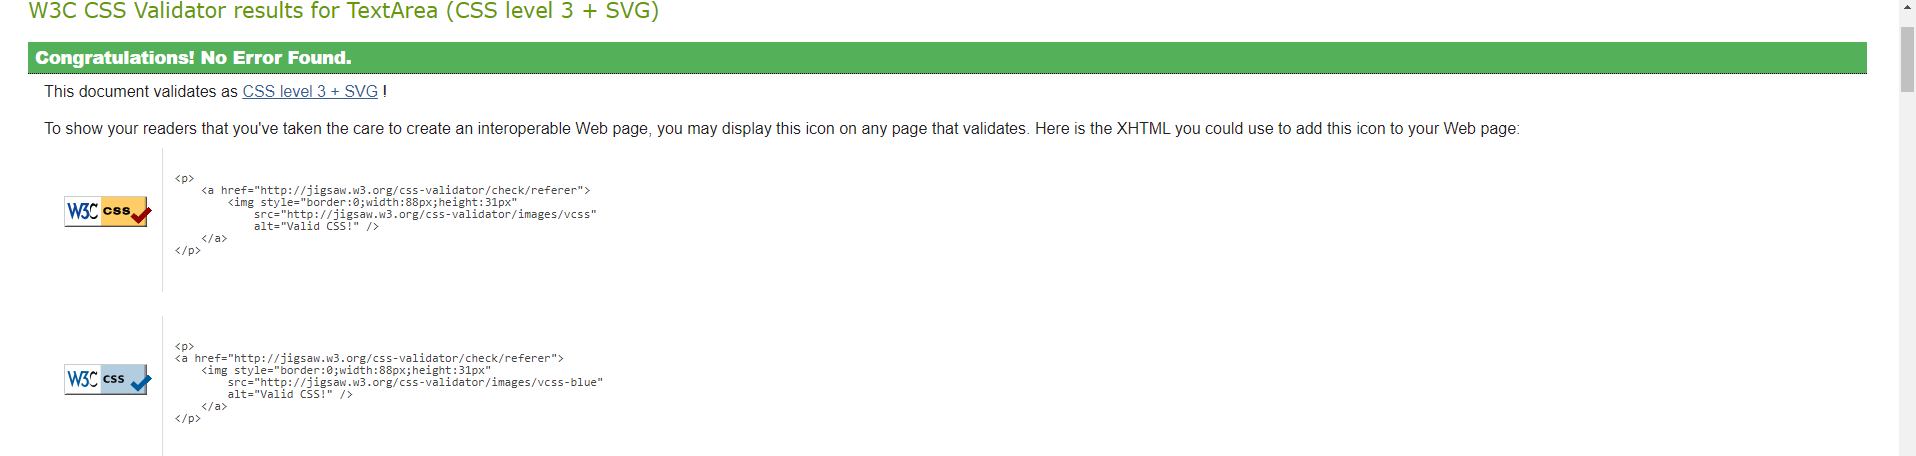 W3C CSS Validator results for TextArea (CSS level 3 + SVG)
Congratulations! No Error Found.
This document validates as CSS level 3 + SVG !
To show your readers that you've taken the care to create an interoperable Web page, you may display this icon on any page that validates. Here is the XHTML you could use to add this icon to your Web page:
W3C css
<p>
    <a href="http://jigsaw.w3.org/css-validator/check/referer">
        <img style="border:0;width:88px;height:31px"
            src="http://jigsaw.w3.org/css-validator/images/vcss"
            alt="Valid CSS!" />
    </a>
</p>
W3C css
<p>
<a href="http://jigsaw.w3.org/css-validator/check/referer">
    <img style="border:0;width:88px;height:31px"
        src="http://jigsaw.w3.org/css-validator/images/vcss-blue"
        alt="Valid CSS!" />
    </a>
</p>